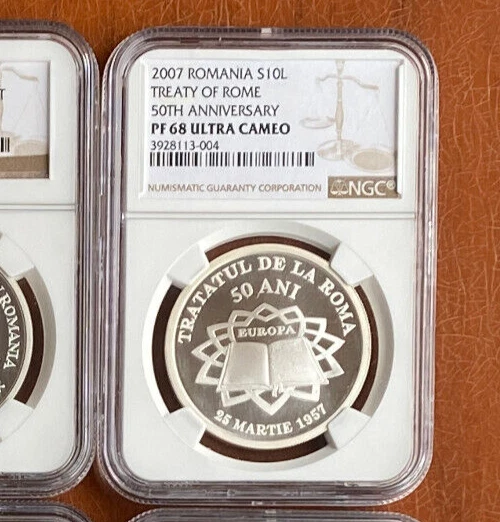 2007 ROMANIA S10L
TREATY OF ROME
50TH ANNIVERSARY
PF 68 ULTRA CAMEO
3928113-004
NUMISMATIC GUARANTY CORPORATION
NGC®
TRATATUL DE LA ROMA
50 ANI
EUROPA
25 MARTIE 1957
T
ROMANIA